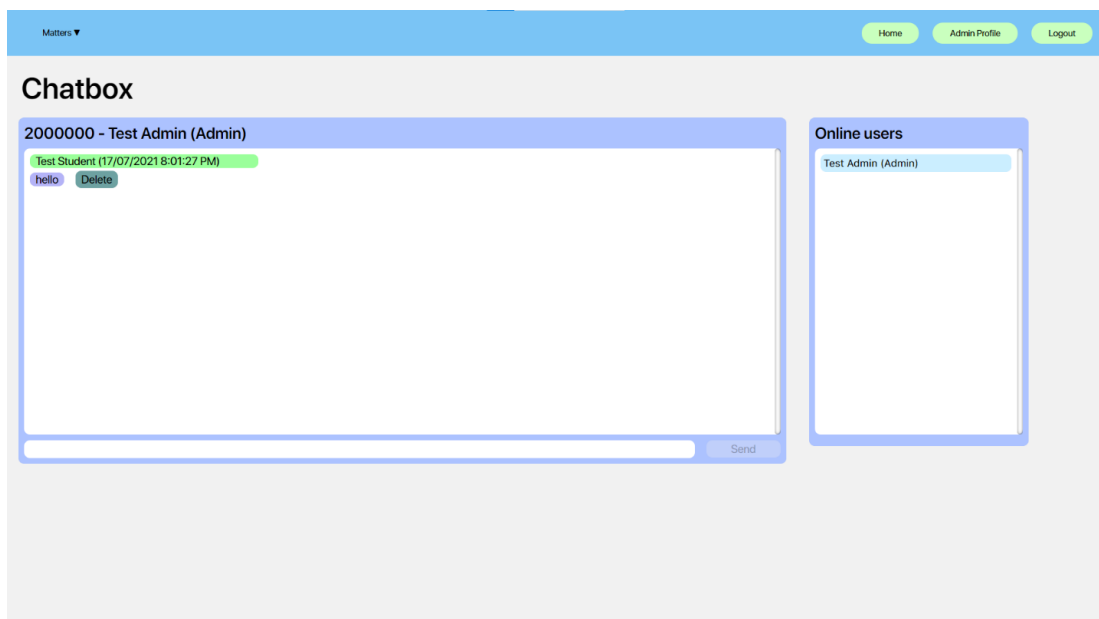 Matters ▼
Home
Admin Profile
Logout
Chatbox
2000000 - Test Admin (Admin)
Test Student (17/07/2021 8:01:27 PM)
hello
Delete
Send
Online users
Test Admin (Admin)